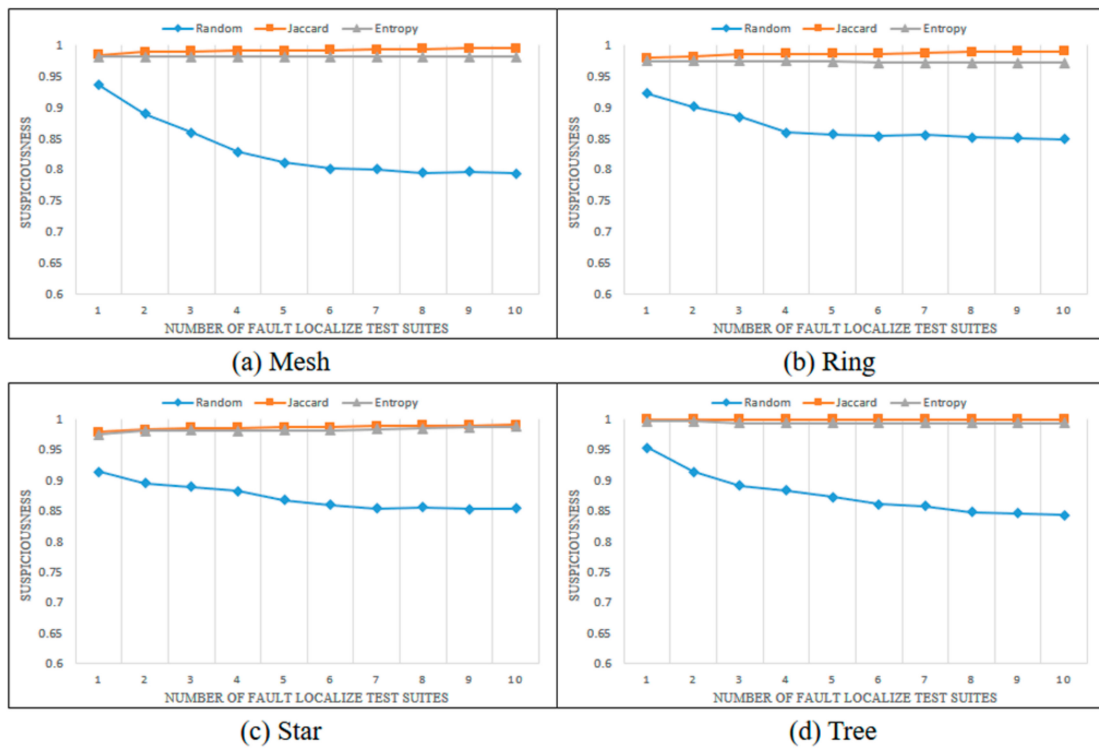 Random Jaccard Entropy
1
0.95
0.9
0.85
0.8
0.75
0.7
0.65
0.6
SUSPICIOUSNESS
1 2 3 4 5 6 7 8 9 10
NUMBER OF FAULT LOCALIZE TEST SUITES
(a) Mesh
Random Jaccard Entropy
1
0.95
0.9
0.85
0.8
0.75
0.7
0.65
0.6
SUSPICIOUSNESS
1 2 3 4 5 6 7 8 9 10
NUMBER OF FAULT LOCALIZE TEST SUITES
(b) Ring
Random Jaccard Entropy
1
0.95
0.9
0.85
0.8
0.75
0.7
0.65
0.6
SUSPICIOUSNESS
1 2 3 4 5 6 7 8 9 10
NUMBER OF FAULT LOCALIZE TEST SUITES
(c) Star
Random Jaccard Entropy
1
0.95
0.9
0.85
0.8
0.75
0.7
0.65
0.6
SUSPICIOUSNESS
1 2 3 4 5 6 7 8 9 10
NUMBER OF FAULT LOCALIZE TEST SUITES
(d) Tree